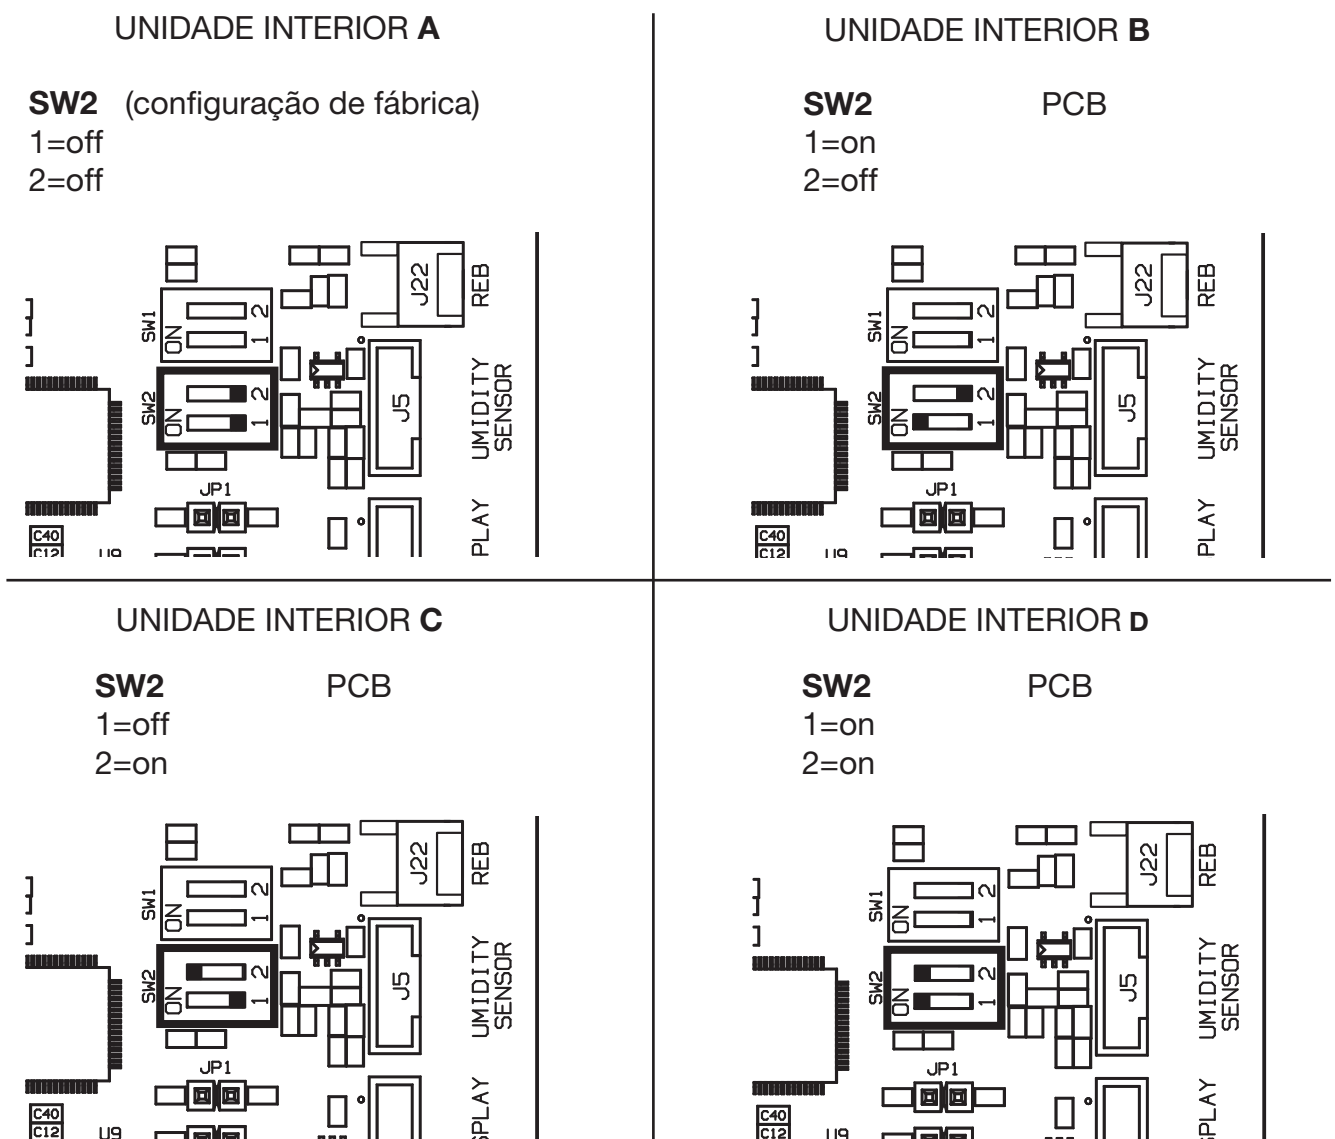 UNIDADE INTERIOR A
SW2 (configuração de fábrica)
1=off
2=off
J22
REB
SW1
ON
2
1
SW2
ON
2
1
J5
UMIDITY
SENSOR
JP1
PLAY
C40
C12
U9
UNIDADE INTERIOR B
SW2 PCB
1=on
2=off
J22
REB
SW1
ON
2
1
SW2
ON
2
1
J5
UMIDITY
SENSOR
JP1
PLAY
C40
C12
U9
UNIDADE INTERIOR C
SW2 PCB
1=off
2=on
J22
REB
SW1
ON
2
1
SW2
ON
2
1
J5
UMIDITY
SENSOR
JP1
SPLAY
C40
C12
U9
UNIDADE INTERIOR D
SW2 PCB
1=on
2=on
J22
REB
SW1
ON
2
1
SW2
ON
2
1
J5
UMIDITY
SENSOR
JP1
SPLAY
C40
C12
U9